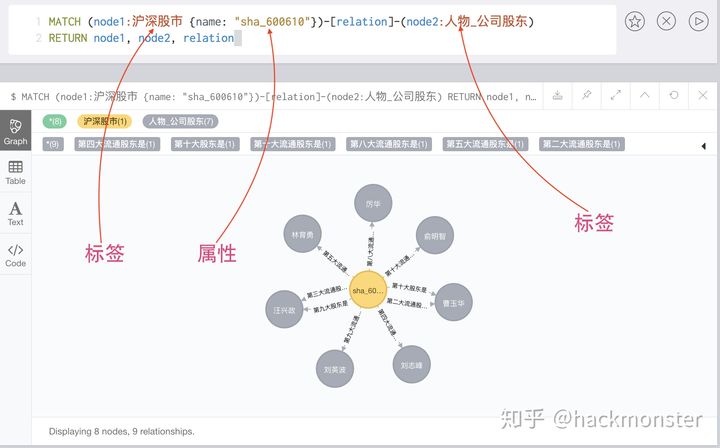 1 MATCH (node1:沪深股市 {name: "sha_600610"})-[relation]-(node2:人物_公司股东)
2 RETURN node1, node2, relation
$ MATCH (node1:沪深股市 {name: "sha_600610"})-[relation]-(node2:人物_公司股东) RETURN node1, n…
*(8) 沪深股市(1) 人物_公司股东(7)
*(9) 第四大流通股东是(1) 第十大股东是(1) 第十大流通股东是(1) 第八大流通股东是(1) 第五大流通股东是(1) 第二大流通股东是(1)
Graph
Table
Text
Code
标签
属性
标签
厉华
林育勇
俞明智
第八大流通…
第五大流通…
第十大流通…
sha_60…
第三大流通股…
第九大股东是
第十大股东是
第二大流通股…
汪兴政
曹玉华
第九大流通…
第四大流通…
刘英波
刘志峰
Displaying 8 nodes, 9 relationships.
知乎 @hackmonster